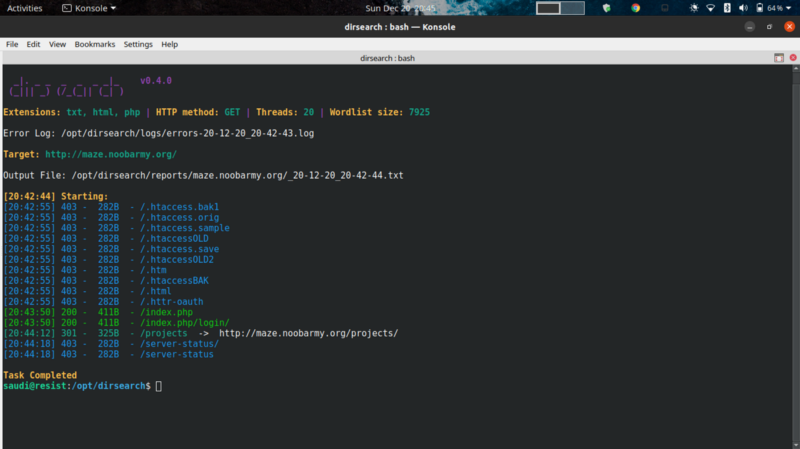 Activities
Konsole
Sun Dec 20 20:45
64 %
dirsearch : bash — Konsole
File Edit View Bookmarks Settings Help
dirsearch : bash
_|. _ _  _  _  _ _|_    v0.4.0
(_||| _) (/_(_|| (_| )
Extensions: txt, html, php | HTTP method: GET | Threads: 20 | Wordlist size: 7925
Error Log: /opt/dirsearch/logs/errors-20-12-20_20-42-43.log
Target: http://maze.noobarmy.org/
Output File: /opt/dirsearch/reports/maze.noobarmy.org/_20-12-20_20-42-44.txt
[20:42:44] Starting:
[20:42:55] 403 -  282B  - /.htaccess.bak1
[20:42:55] 403 -  282B  - /.htaccess.orig
[20:42:55] 403 -  282B  - /.htaccess.sample
[20:42:55] 403 -  282B  - /.htaccessOLD
[20:42:55] 403 -  282B  - /.htaccess.save
[20:42:55] 403 -  282B  - /.htaccessOLD2
[20:42:55] 403 -  282B  - /.htm
[20:42:55] 403 -  282B  - /.htaccessBAK
[20:42:55] 403 -  282B  - /.html
[20:42:55] 403 -  282B  - /.httr-oauth
[20:43:50] 200 -  411B  - /index.php
[20:43:50] 200 -  411B  - /index.php/login/
[20:44:12] 301 -  325B  - /projects  ->  http://maze.noobarmy.org/projects/
[20:44:18] 403 -  282B  - /server-status/
[20:44:18] 403 -  282B  - /server-status
Task Completed
saudi@resist:/opt/dirsearch$